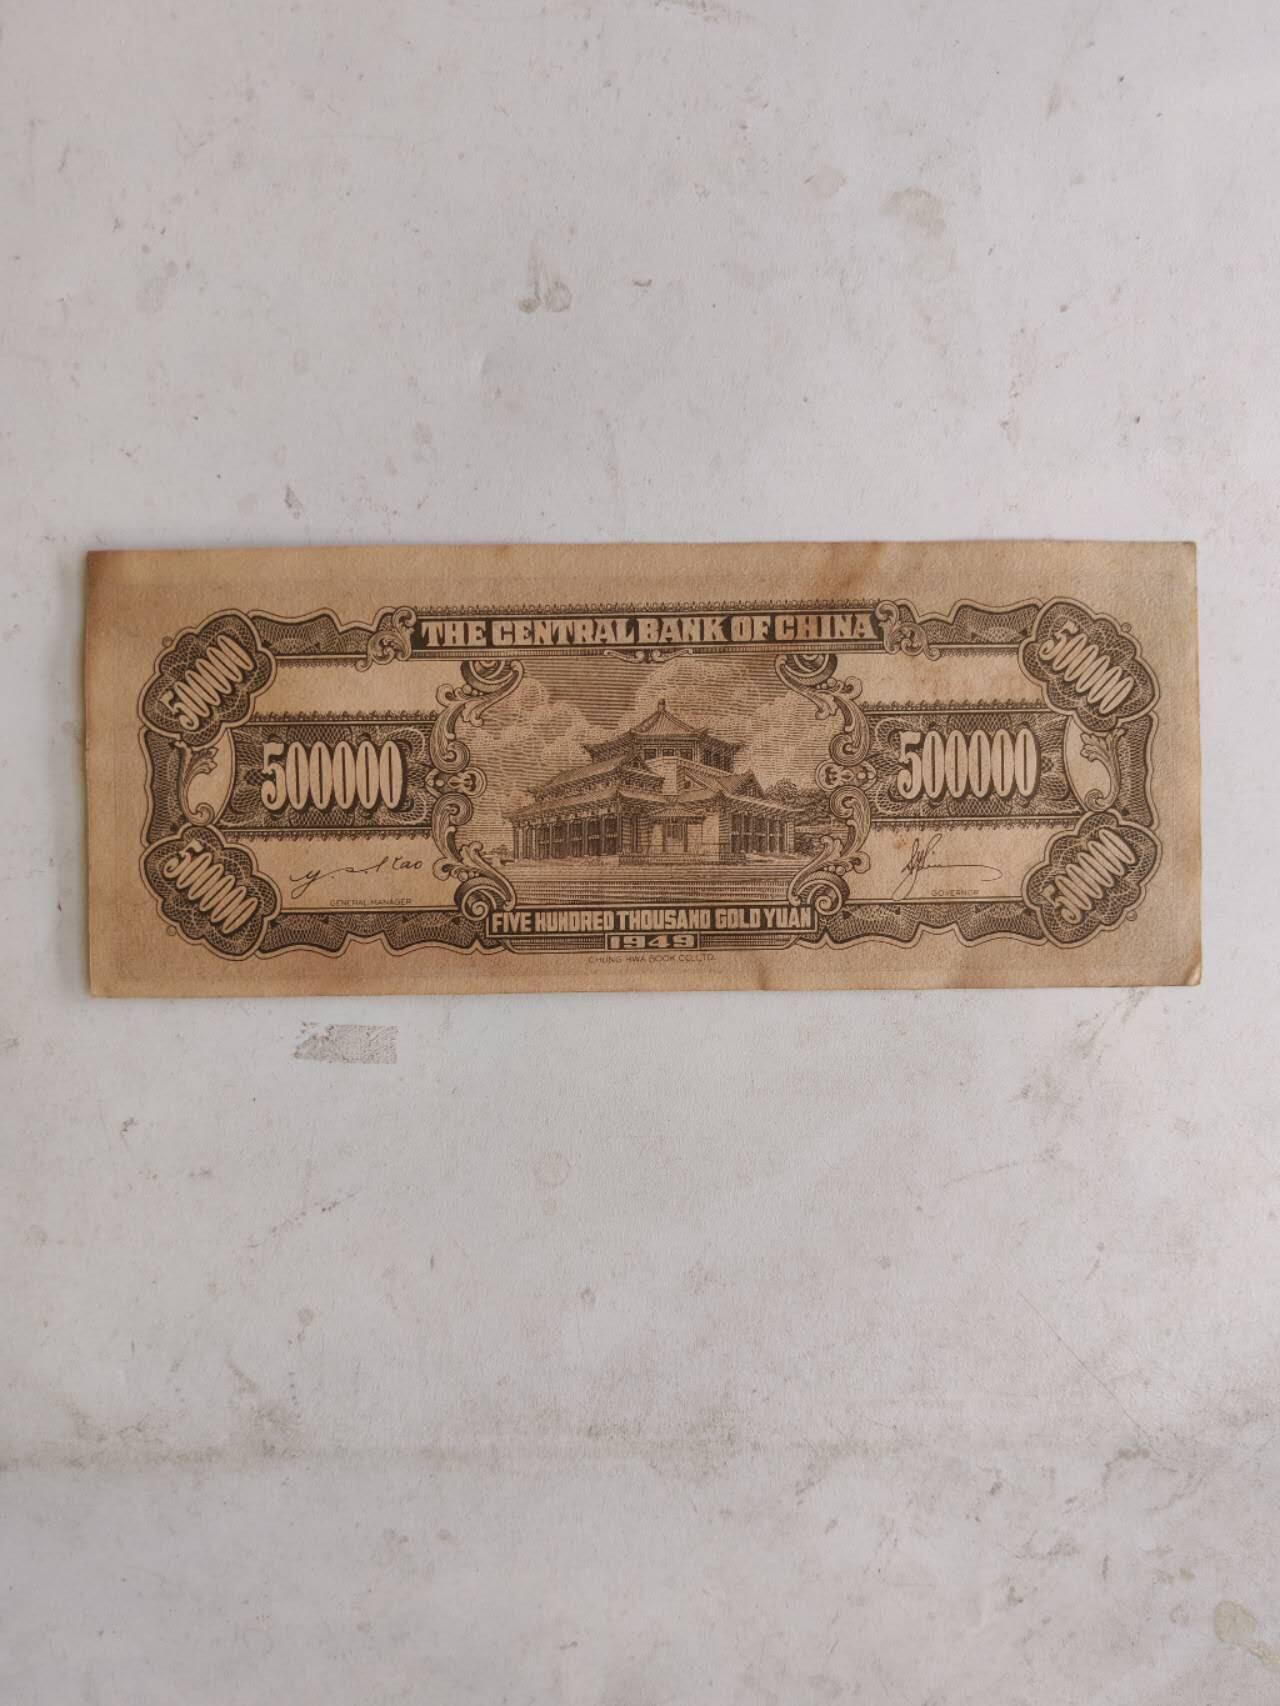 THE CENTRAL BANK OF CHINA
500000
500000
500000
500000
500000
500000
GENERAL MANAGER
GOVERNOR
FIVE HUNDRED THOUSAND GOLD YUAN
1949
CHUNG HWA BOOK CO., LTD.